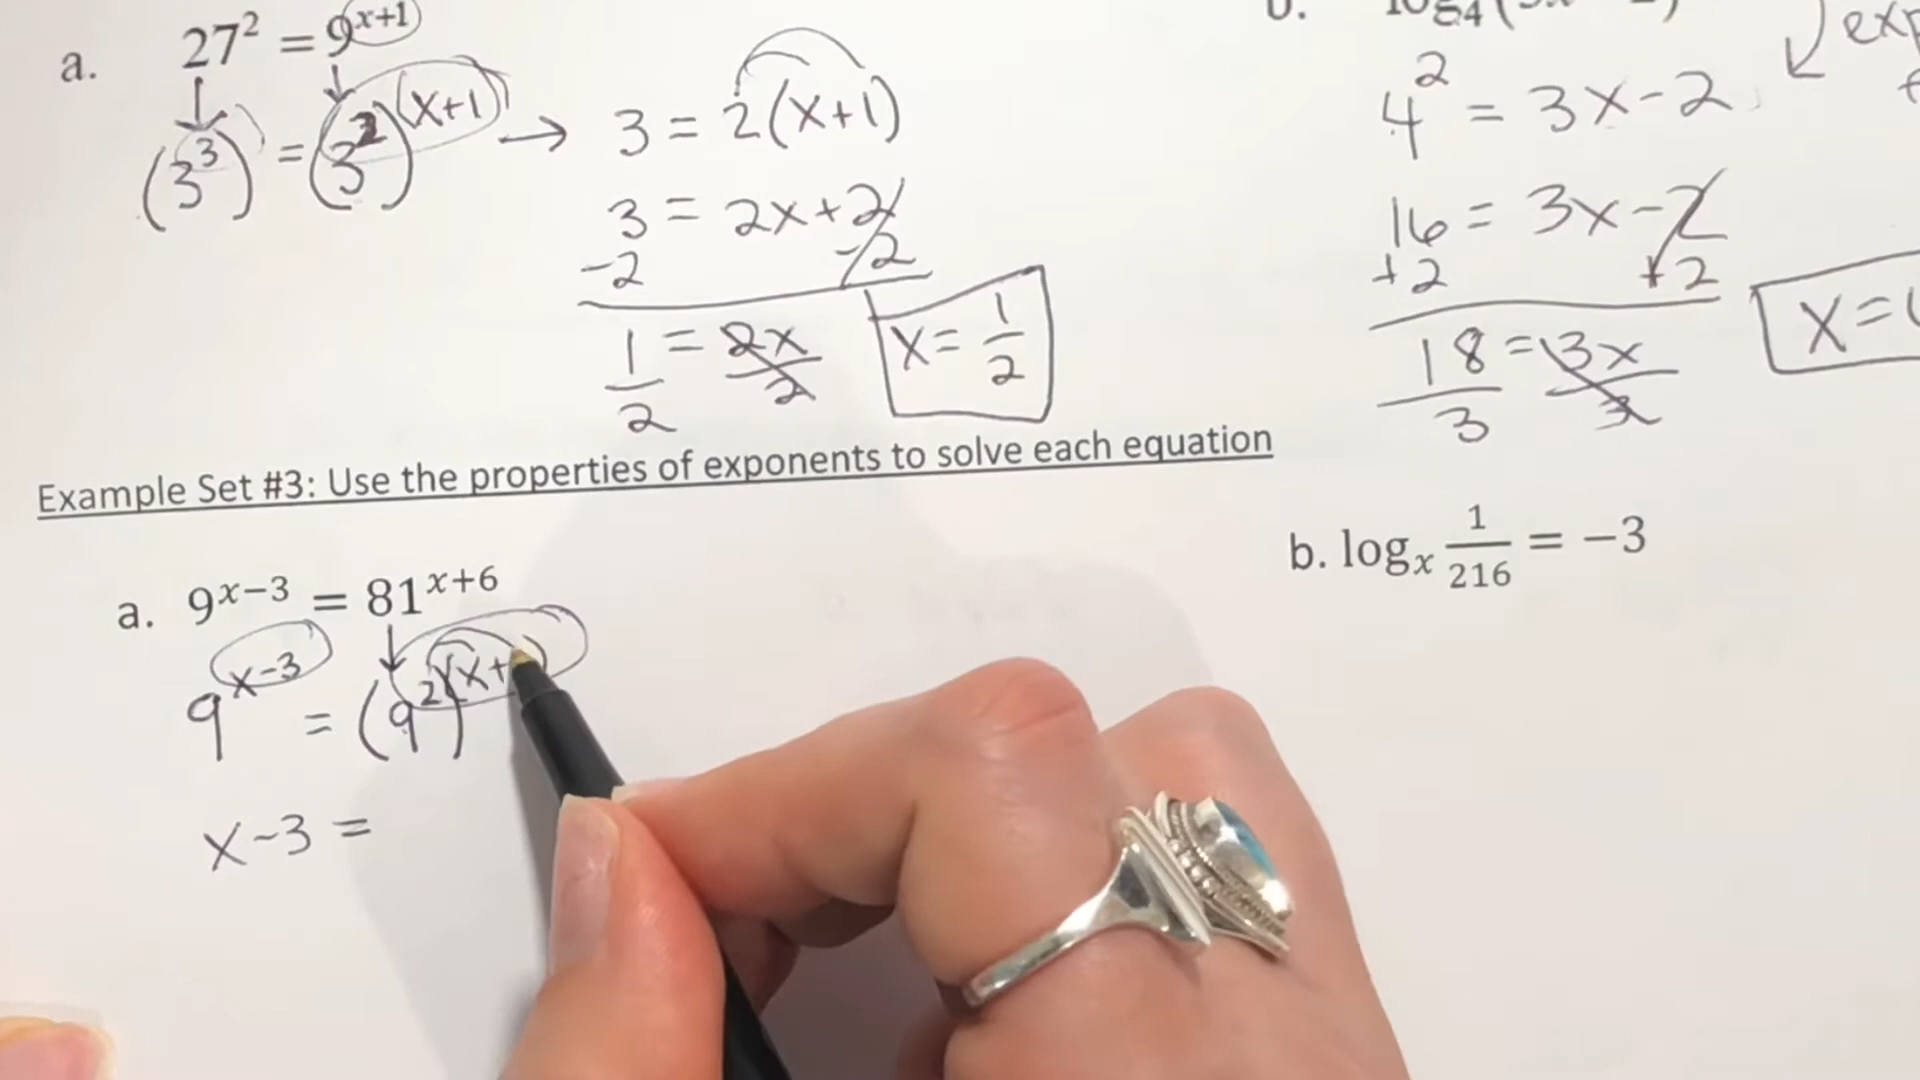 a. 27² = 9^{x+1}
(3³) = (3²)^{(x+1)} → 3 = 2(x+1)
3 = 2x+2
-2 -2
1/2 = 2x/2 x = 1/2
4² = 3x-2
16 = 3x-2
+2 +2
18/3 = 3x/3 x=
Example Set #3: Use the properties of exponents to solve each equation
a. 9^{x−3} = 81^{x+6}
9^{x-3} = (9²)^{(x+
x-3 =
b. log_x 1/216 = −3